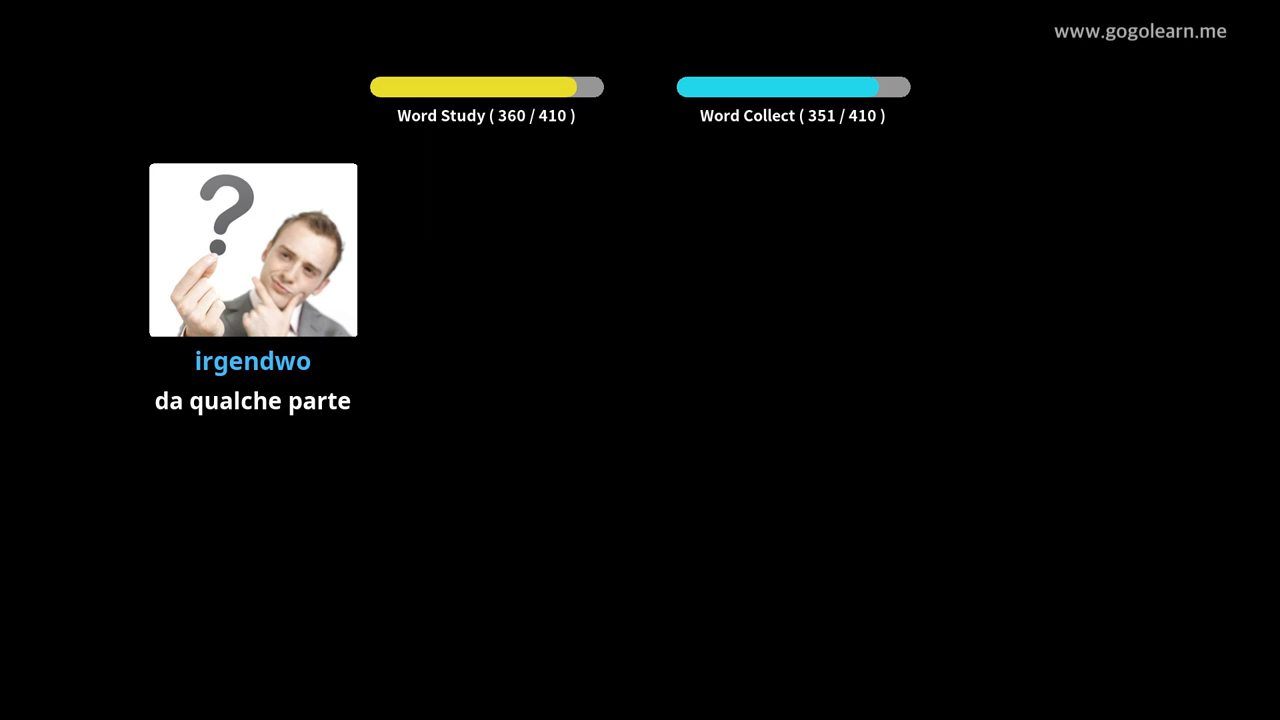 www.gogolearn.me
Word Study ( 360 / 410 )
Word Collect ( 351 / 410 )
?
irgendwo
da qualche parte